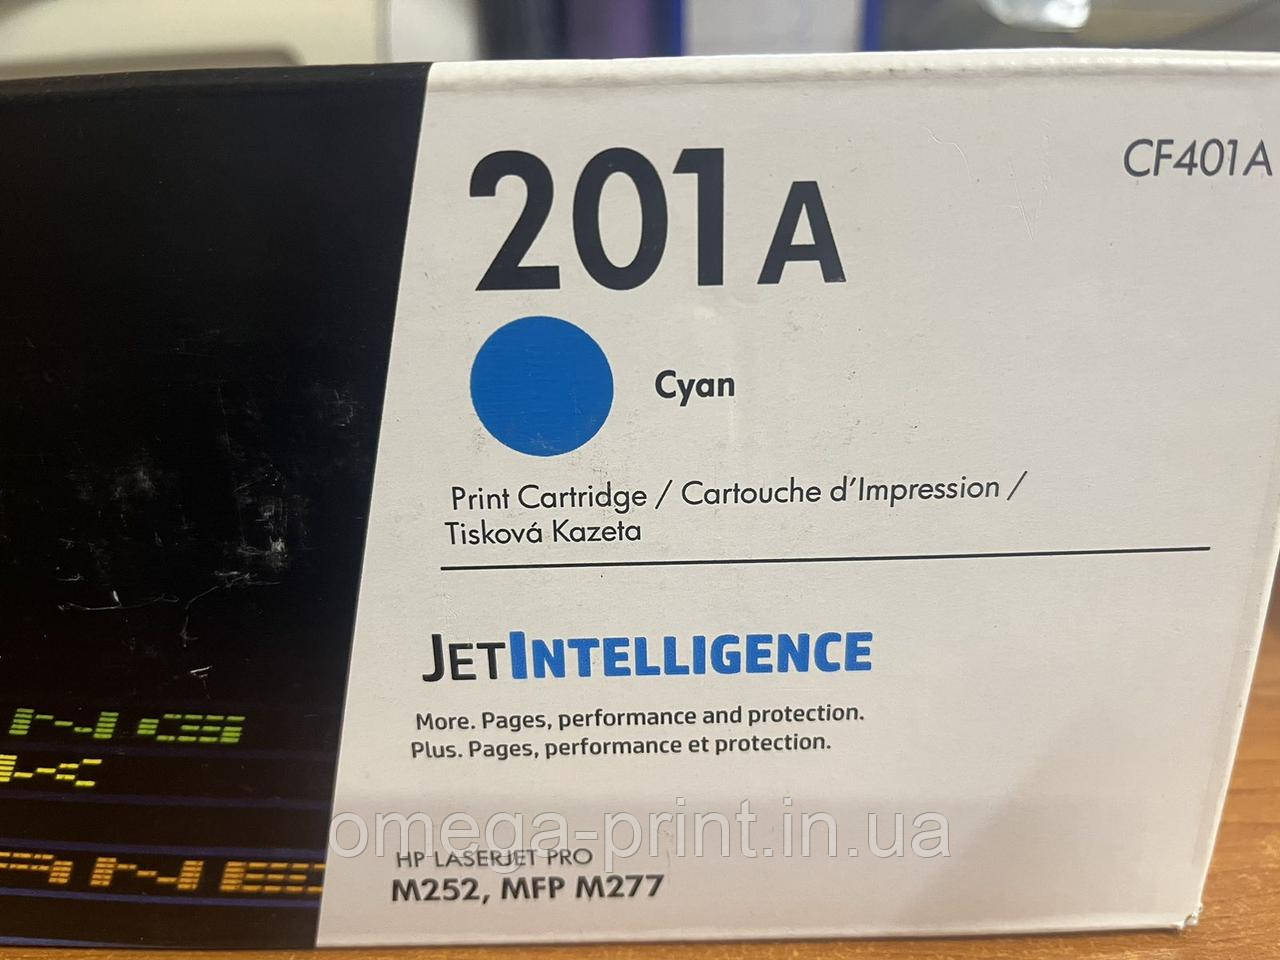 201A
CF401A
Cyan
Print Cartridge / Cartouche d'Impression /
Tisková Kazeta
JETINTELLIGENCE
More. Pages, performance and protection.
Plus. Pages, performance et protection.
omega-print.in.ua
HP LASERJET PRO
M252, MFP M277